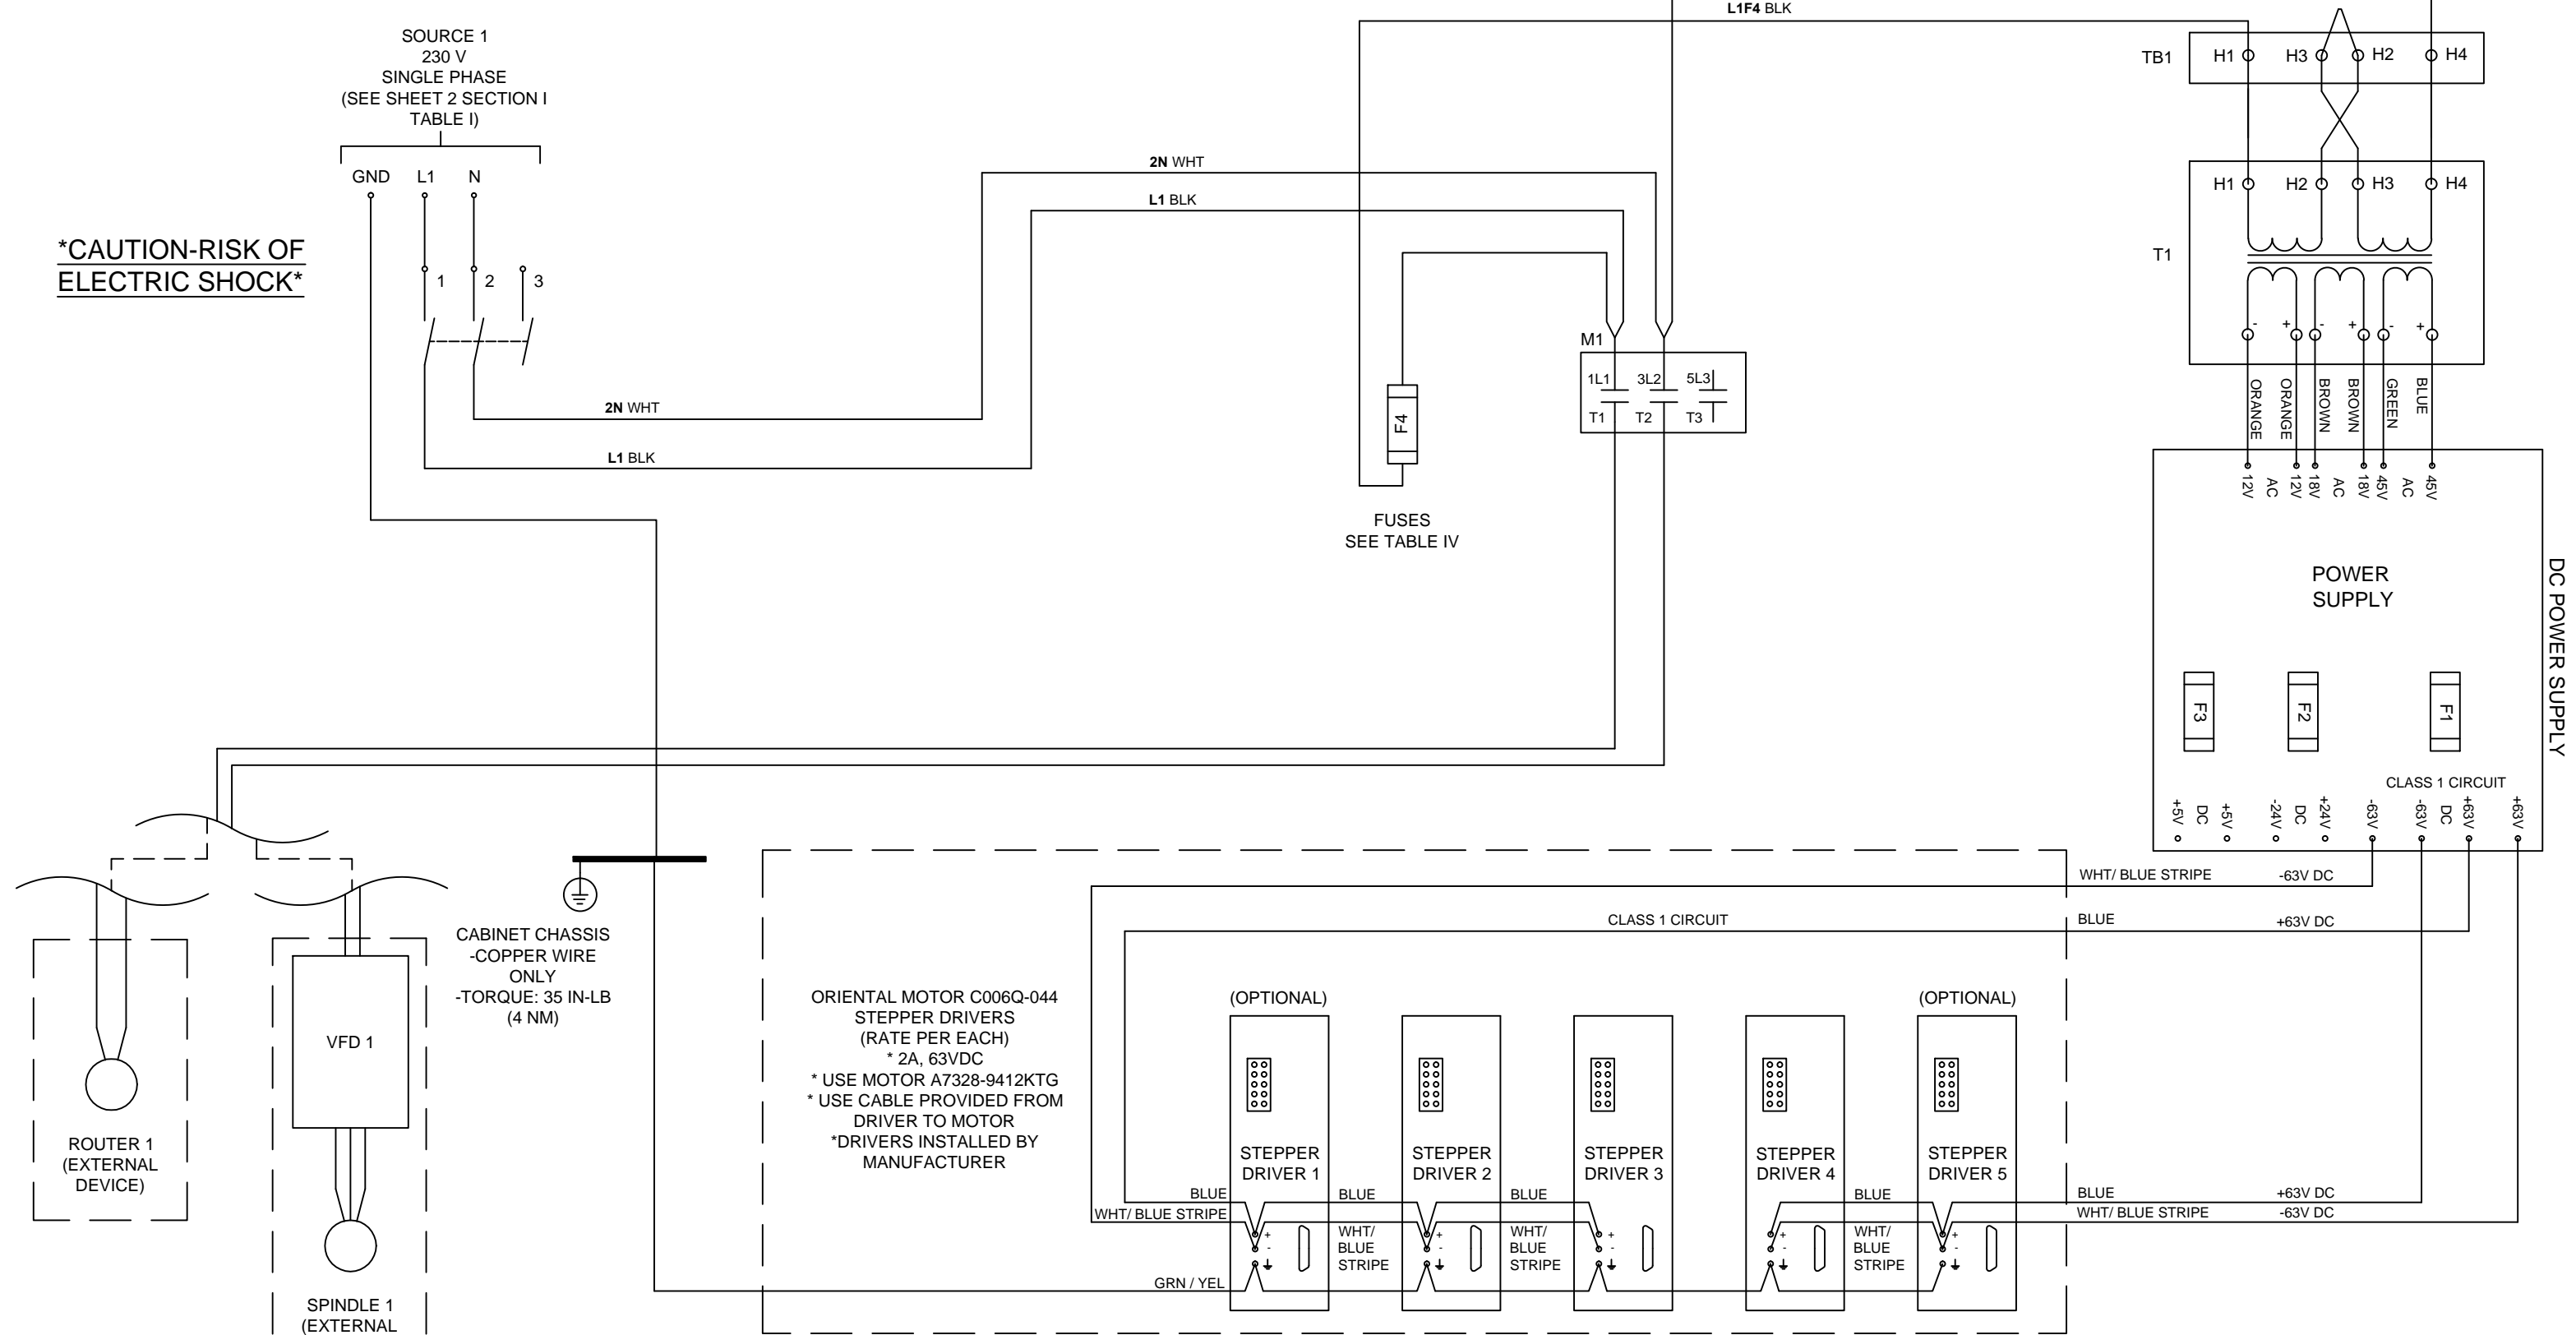 L1F4 BLK
SOURCE 1
230 V
SINGLE PHASE
(SEE SHEET 2 SECTION I
TABLE I)
GND L1 N
*CAUTION-RISK OF
ELECTRIC SHOCK*
1 2 3
2N WHT
L1 BLK
2N WHT
L1 BLK
TB1
H1 H3 H2 H4
H1 H2 H3 H4
T1
- + - + - +
ORANGE
ORANGE
BROWN
BROWN
GREEN
BLUE
M1
1L1 3L2 5L3
T1 T2 T3
F4
FUSES
SEE TABLE IV
12V
AC
12V
18V
AC
18V
45V
AC
45V
POWER
SUPPLY
DC POWER SUPPLY
F3
F2
F1
CLASS 1 CIRCUIT
+5V
DC
+5V
-24V
DC
+24V
-63V
-63V
DC
+63V
+63V
WHT/ BLUE STRIPE -63V DC
CLASS 1 CIRCUIT
BLUE +63V DC
CABINET CHASSIS
-COPPER WIRE
ONLY
-TORQUE: 35 IN-LB
(4 NM)
VFD 1
ROUTER 1
(EXTERNAL
DEVICE)
SPINDLE 1
(EXTERNAL
ORIENTAL MOTOR C006Q-044
STEPPER DRIVERS
(RATE PER EACH)
* 2A, 63VDC
* USE MOTOR A7328-9412KTG
* USE CABLE PROVIDED FROM
DRIVER TO MOTOR
*DRIVERS INSTALLED BY
MANUFACTURER
(OPTIONAL)
(OPTIONAL)
STEPPER
DRIVER 1
STEPPER
DRIVER 2
STEPPER
DRIVER 3
STEPPER
DRIVER 4
STEPPER
DRIVER 5
BLUE
WHT/ BLUE STRIPE
BLUE
WHT/
BLUE
STRIPE
BLUE
WHT/
BLUE
STRIPE
BLUE
WHT/
BLUE
STRIPE
BLUE +63V DC
WHT/ BLUE STRIPE -63V DC
+ + + + +
- - - - -
GRN / YEL